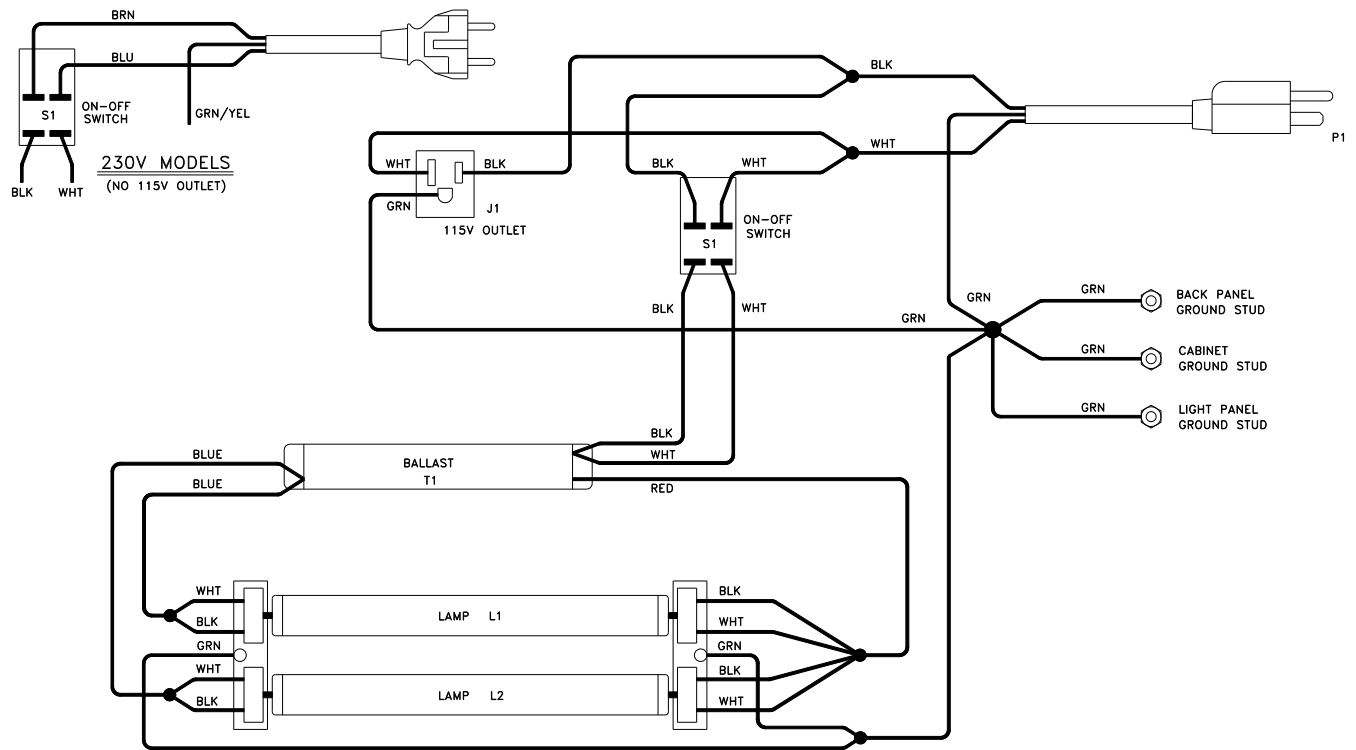 BRN
BLU
S1
ON-OFF
SWITCH
GRN/YEL
230V MODELS
(NO 115V OUTLET)
BLK
WHT
BLK
WHT
P1
WHT
BLK
GRN
J1
115V OUTLET
BLK
WHT
S1
ON-OFF
SWITCH
BLK
WHT
GRN
GRN
GRN
BACK PANEL
GROUND STUD
GRN
CABINET
GROUND STUD
GRN
LIGHT PANEL
GROUND STUD
BLUE
BLUE
BALLAST
T1
BLK
WHT
RED
WHT
BLK
GRN
WHT
BLK
LAMP L1
LAMP L2
BLK
WHT
GRN
BLK
WHT